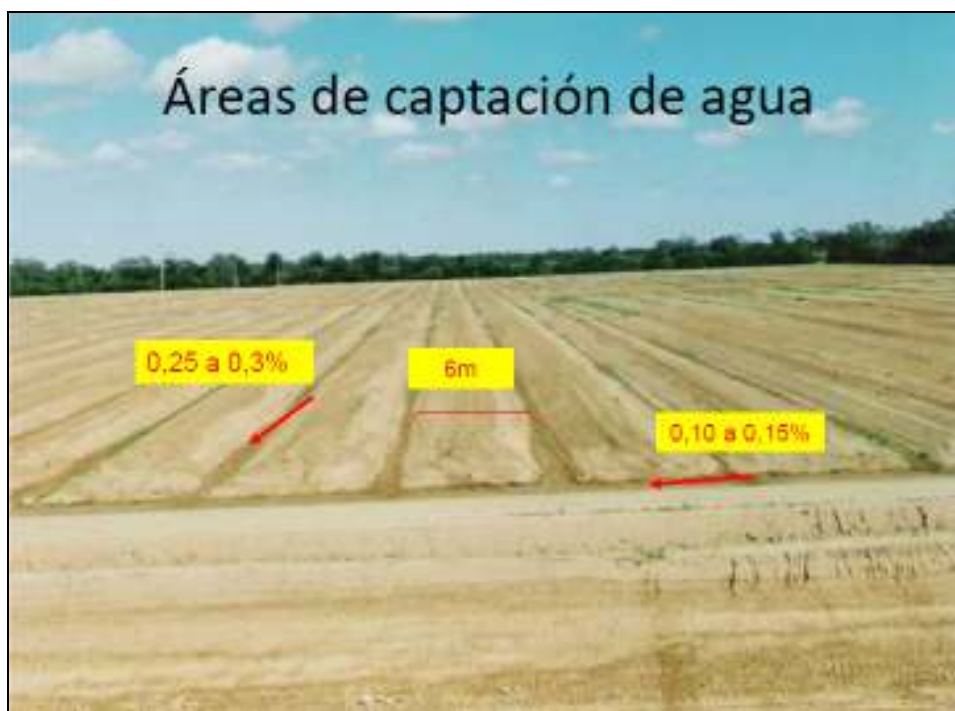 Áreas de captación de agua
0,25 a 0,3%
6m
0,10 a 0,15%